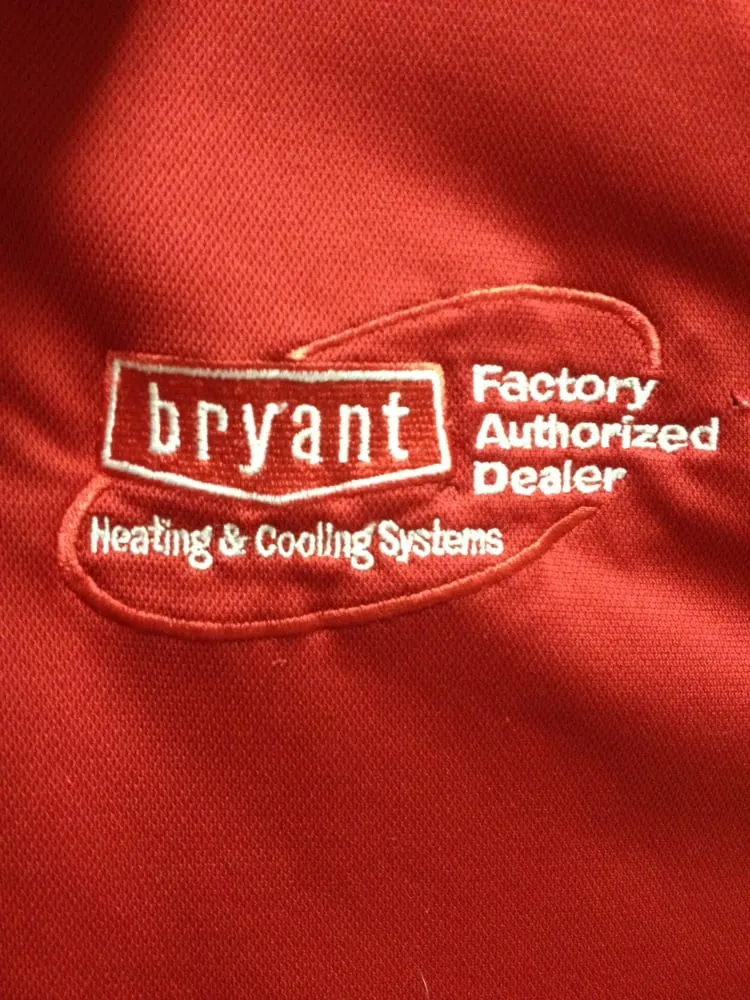 bryant
Factory
Authorized
Dealer
Heating & Cooling Systems